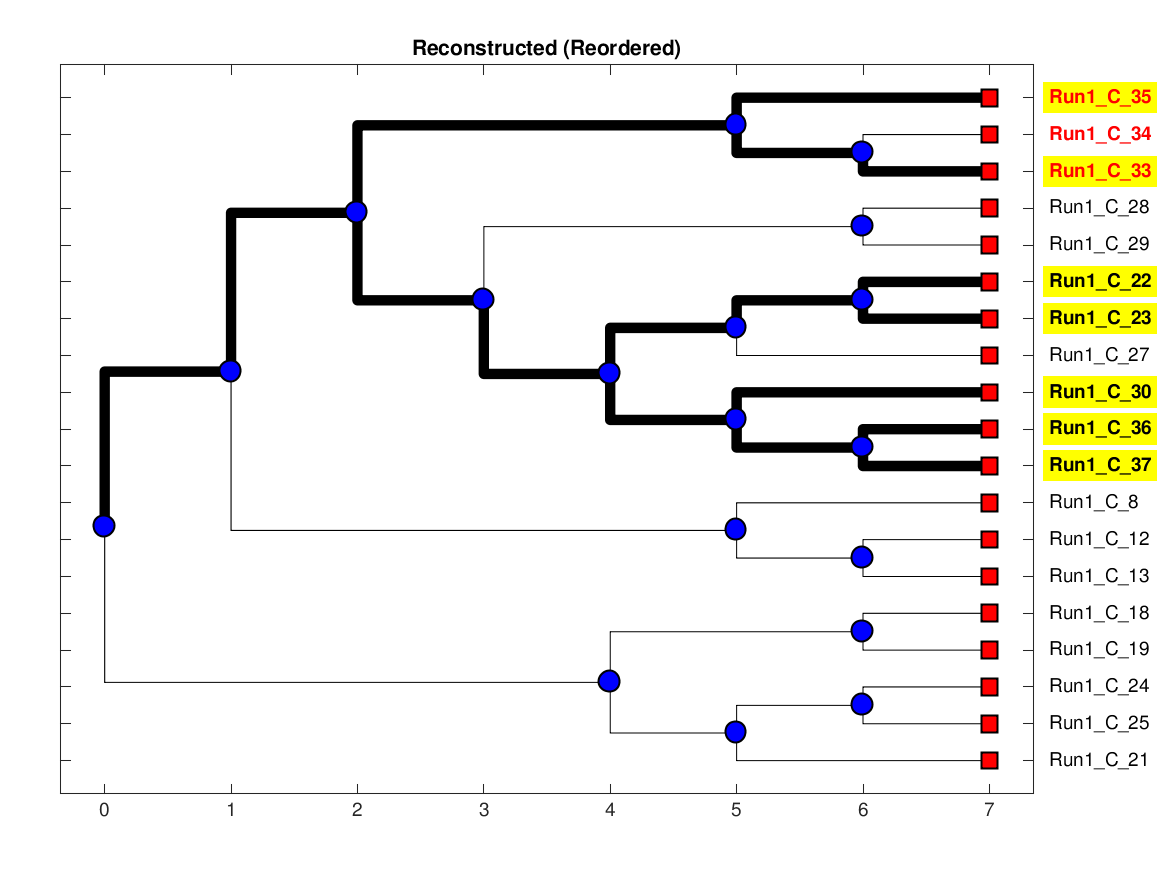 Reconstructed (Reordered)
Run1_C_35
Run1_C_34
Run1_C_33
Run1_C_28
Run1_C_29
Run1_C_22
Run1_C_23
Run1_C_27
Run1_C_30
Run1_C_36
Run1_C_37
Run1_C_8
Run1_C_12
Run1_C_13
Run1_C_18
Run1_C_19
Run1_C_24
Run1_C_25
Run1_C_21
0 1 2 3 4 5 6 7